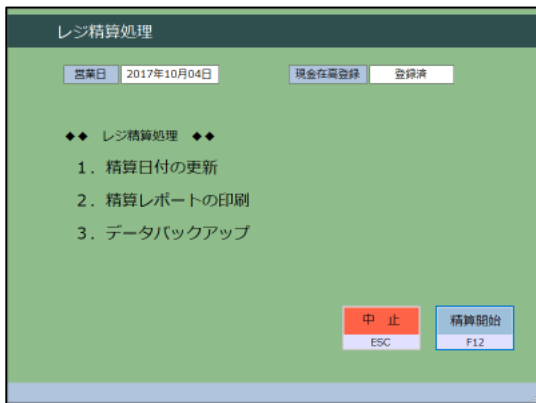 レジ精算処理
営業日 2017年10月04日 現金在高登録 登録済
◆◆ レジ精算処理 ◆◆
1．精算日付の更新
2．精算レポートの印刷
3．データバックアップ
中 止 精算開始
ESC F12